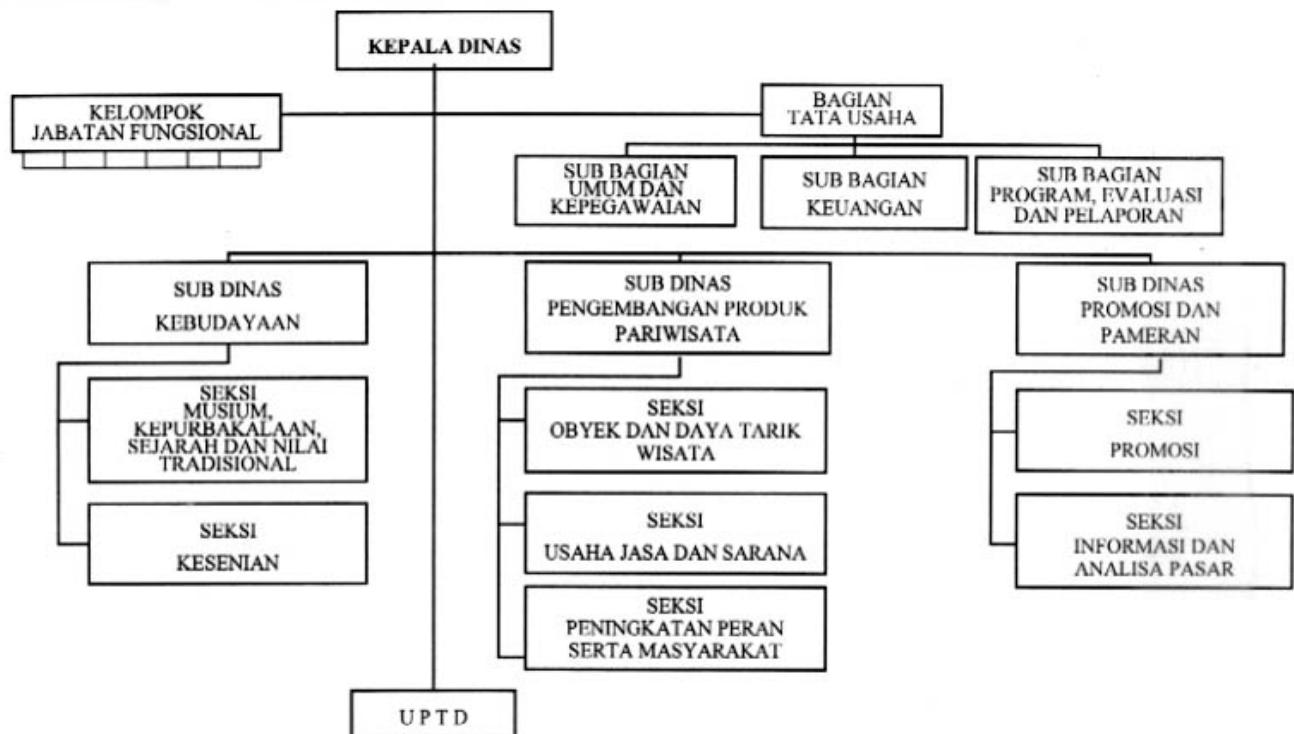 KEPALA DINAS
KELOMPOK
JABATAN FUNGSIONAL
BAGIAN
TATA USAHA
SUB BAGIAN
UMUM DAN
KEPEGAWAIAN
SUB BAGIAN
KEUANGAN
SUB BAGIAN
PROGRAM, EVALUASI
DAN PELAPORAN
SUB DINAS
KEBUDAYAAN
SUB DINAS
PENGEMBANGAN PRODUK
PARIWISATA
SUB DINAS
PROMOSI DAN
PAMERAN
SEKSI
MUSIUM,
KEPURBAKALAAN,
SEJARAH DAN NILAI
TRADISIONAL
SEKSI
KESENIAN
SEKSI
OBYEK DAN DAYA TARIK
WISATA
SEKSI
USAHA JASA DAN SARANA
SEKSI
PENINGKATAN PERAN
SERTA MASYARAKAT
SEKSI
PROMOSI
SEKSI
INFORMASI DAN
ANALISA PASAR
U P T D